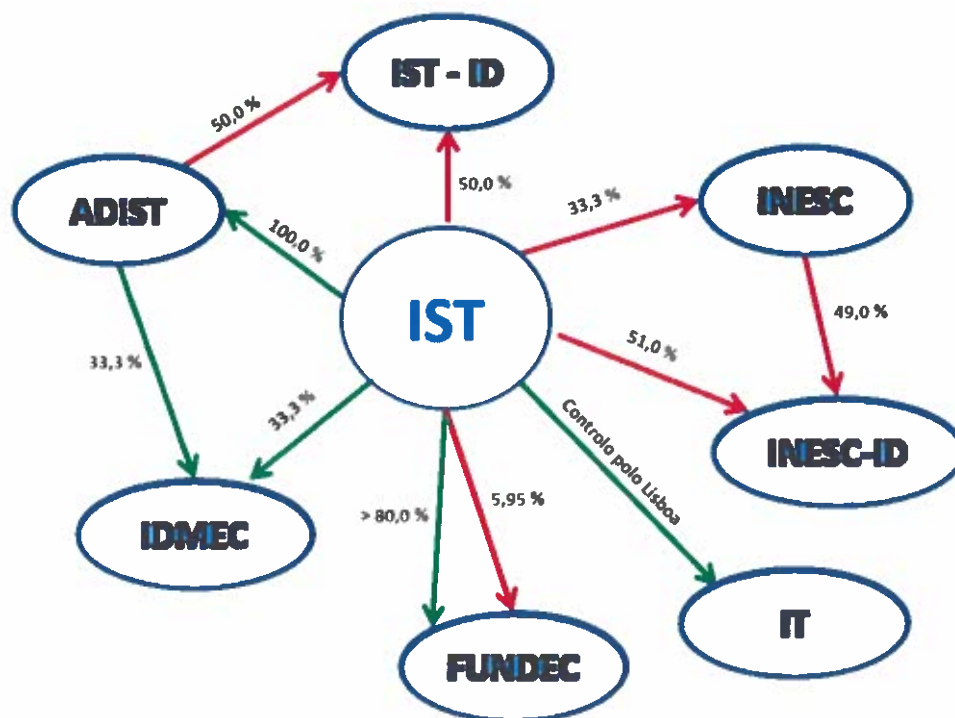 IST - ID
50,0 %
50,0 %
ADIST
33,3 %
INESC
100,0 %
IST
49,0 %
51,0 %
33,3 %
33,3 %
Controlo polo Lisboa
INESC-ID
> 80,0 %
5,95 %
IDMEC
IT
FUNDEC